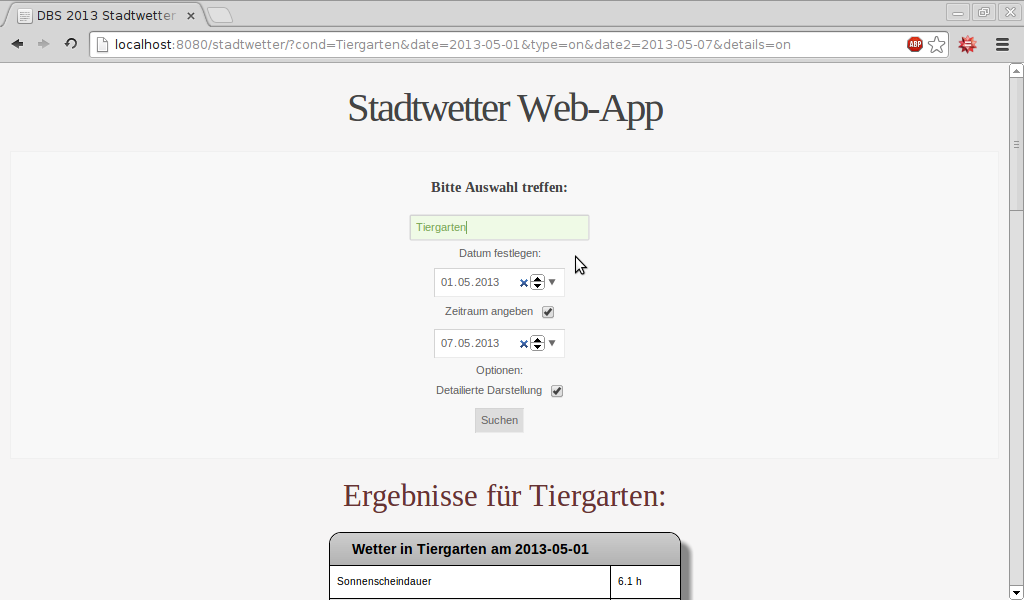 DBS 2013 Stadtwetter
localhost:8080/stadtwetter/?cond=Tiergarten&date=2013-05-01&type=on&date2=2013-05-07&details=on
ABP
Stadtwetter Web-App
Bitte Auswahl treffen:
Tiergarten
Datum festlegen:
01.05.2013
Zeitraum angeben
07.05.2013
Optionen:
Detailierte Darstellung
Suchen
Ergebnisse für Tiergarten:
Wetter in Tiergarten am 2013-05-01
Sonnenscheindauer 6.1 h